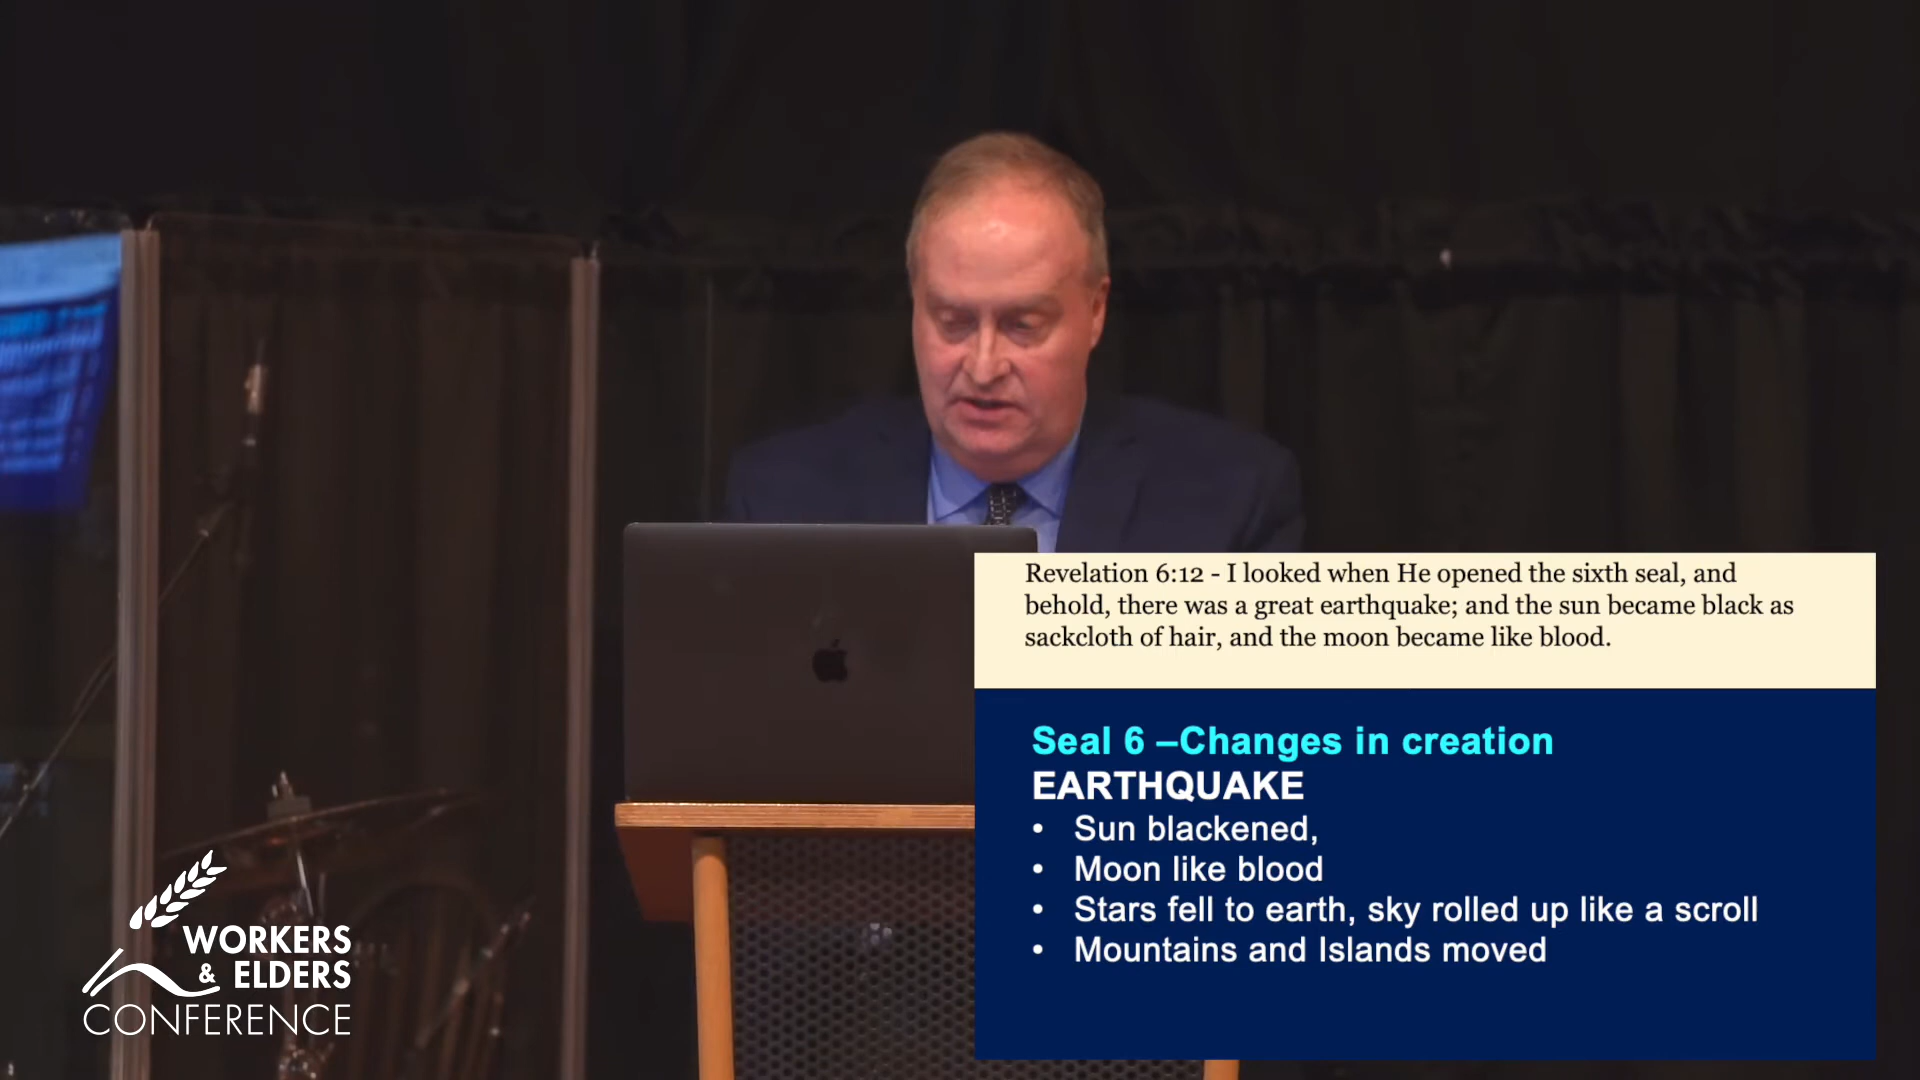 Revelation 6:12 - I looked when He opened the sixth seal, and
behold, there was a great earthquake; and the sun became black as
sackcloth of hair, and the moon became like blood.
Seal 6 –Changes in creation
EARTHQUAKE
• Sun blackened,
• Moon like blood
• Stars fell to earth, sky rolled up like a scroll
• Mountains and Islands moved
WORKERS
& ELDERS
CONFERENCE